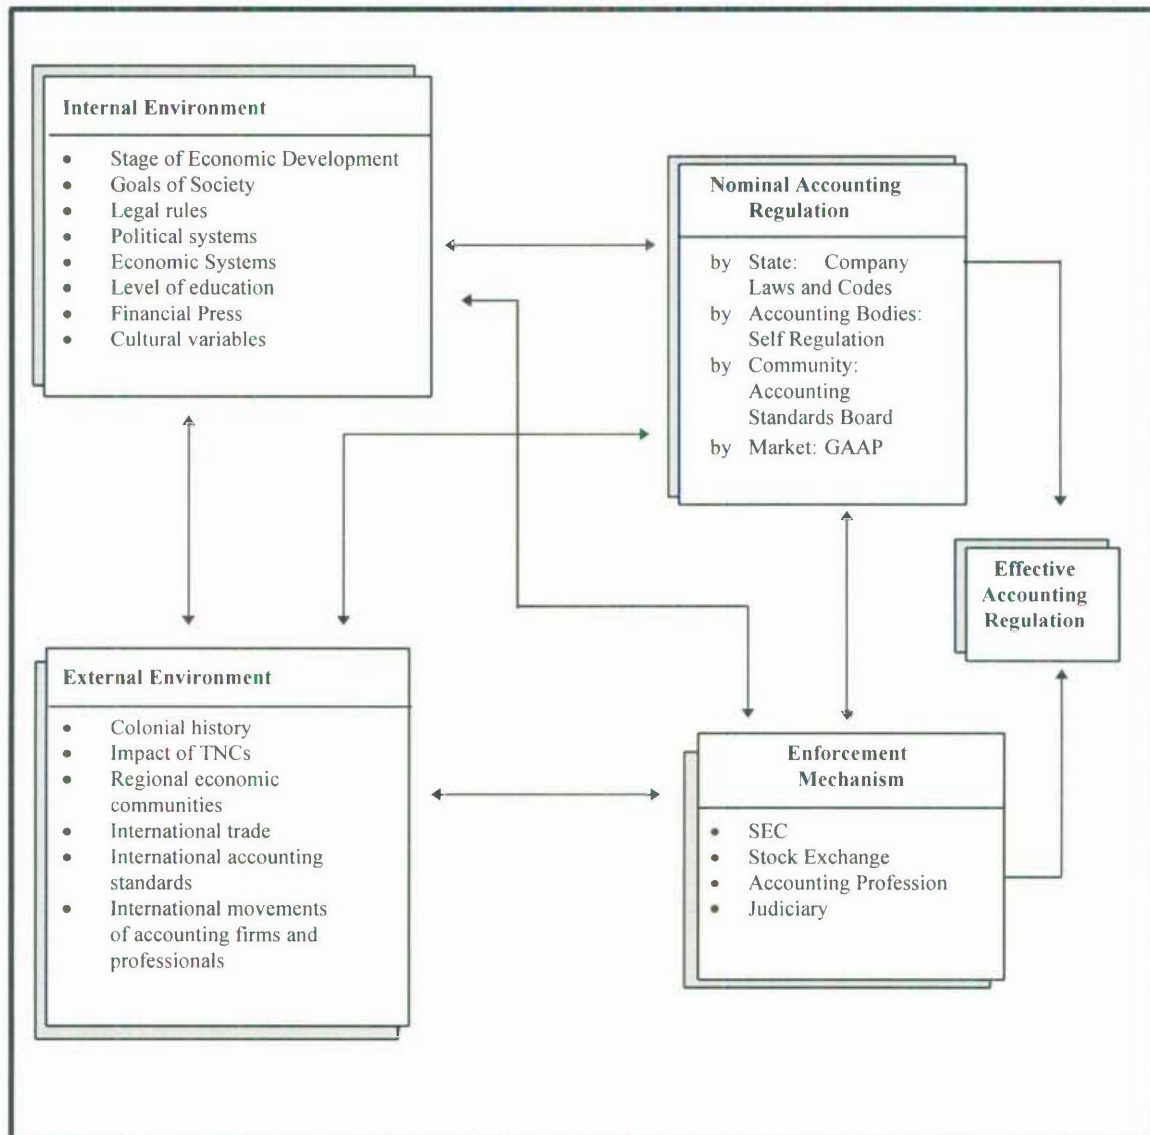 Internal Environment
• Stage of Economic Development
• Goals of Society
• Legal rules
• Political systems
• Economic Systems
• Level of education
• Financial Press
• Cultural variables
Nominal Accounting
Regulation
by State: Company
Laws and Codes
by Accounting Bodies:
Self Regulation
by Community:
Accounting
Standards Board
by Market: GAAP
Effective
Accounting
Regulation
External Environment
• Colonial history
• Impact of TNCs
• Regional economic
communities
• International trade
• International accounting
standards
• International movements
of accounting firms and
professionals
Enforcement
Mechanism
• SEC
• Stock Exchange
• Accounting Profession
• Judiciary